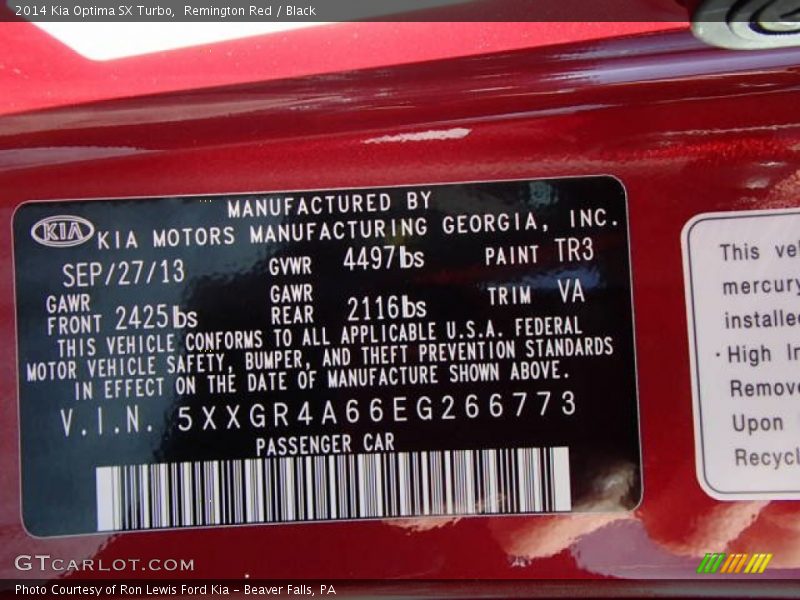 2014 Kia Optima SX Turbo,  Remington Red / Black
MANUFACTURED BY
KIA KIA MOTORS MANUFACTURING GEORGIA, INC.
SEP/27/13 GVWR 4497lbs PAINT TR3
GAWR FRONT 2425lbs GAWR REAR 2116lbs TRIM VA
THIS VEHICLE CONFORMS TO ALL APPLICABLE U.S.A. FEDERAL
MOTOR VEHICLE SAFETY, BUMPER, AND THEFT PREVENTION STANDARDS
IN EFFECT ON THE DATE OF MANUFACTURE SHOWN ABOVE.
V.I.N. 5XXGR4A66EG266773
PASSENGER CAR
This
mercury
installed
· High
Remove
Upon
GTCARLOT.COM
Photo Courtesy of Ron Lewis Ford Kia - Beaver Falls, PA